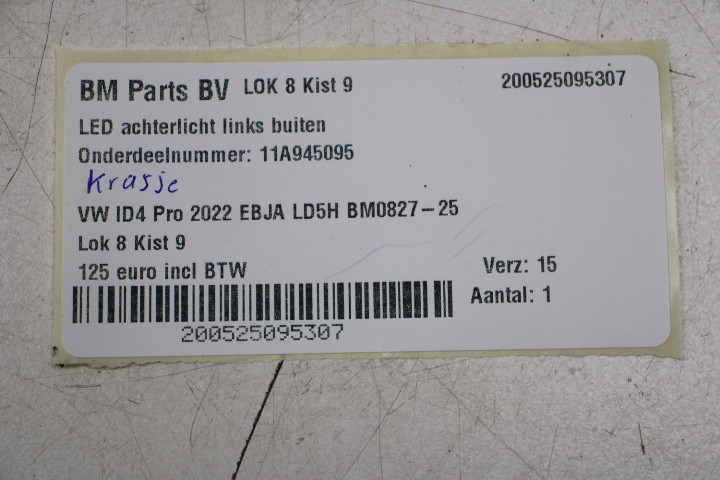 BM Parts BV LOK 8 Kist 9 200525095307
LED achterlicht links buiten
Onderdeelnummer: 11A945095
Krasje
VW ID4 Pro 2022 EBJA LD5H BM0827-25
Lok 8 Kist 9
125 euro incl BTW Verz: 15
Aantal: 1
200525095307